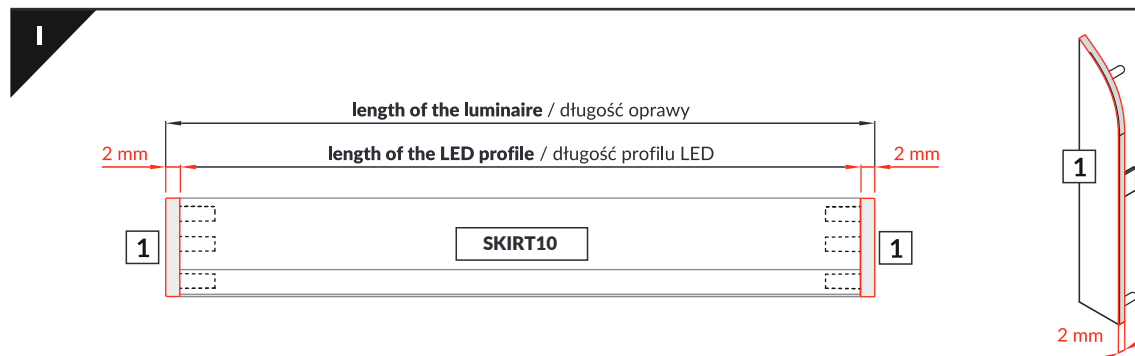 I
length of the luminaire / długość oprawy
2 mm
length of the LED profile / długość profilu LED
2 mm
1
SKIRT10
1
1
2 mm